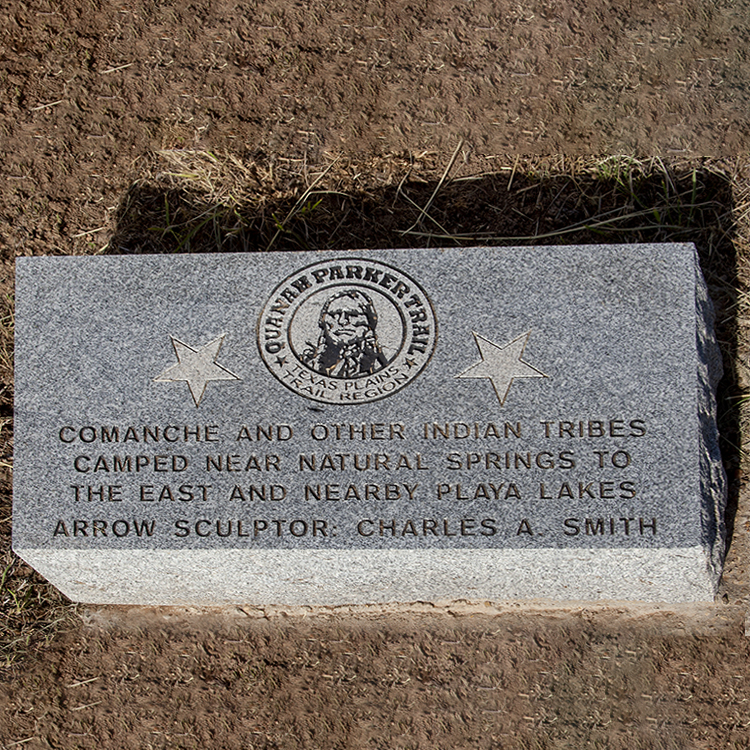 QUANAH PARKER TRAIL
TEXAS PLAINS
TRAIL REGION
COMANCHE AND OTHER INDIAN TRIBES
CAMPED NEAR NATURAL SPRINGS TO
THE EAST AND NEARBY PLAYA LAKES
ARROW SCULPTOR: CHARLES A. SMITH